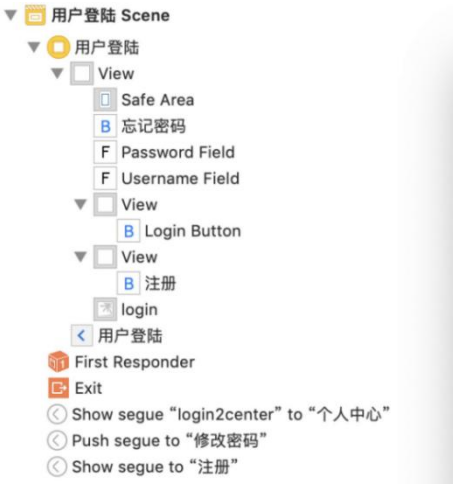 用户登陆 Scene
用户登陆
View
Safe Area
B 忘记密码
F Password Field
F Username Field
View
B Login Button
View
B 注册
login
用户登陆
First Responder
Exit
Show segue “login2center” to “个人中心”
Push segue to “修改密码”
Show segue to “注册”